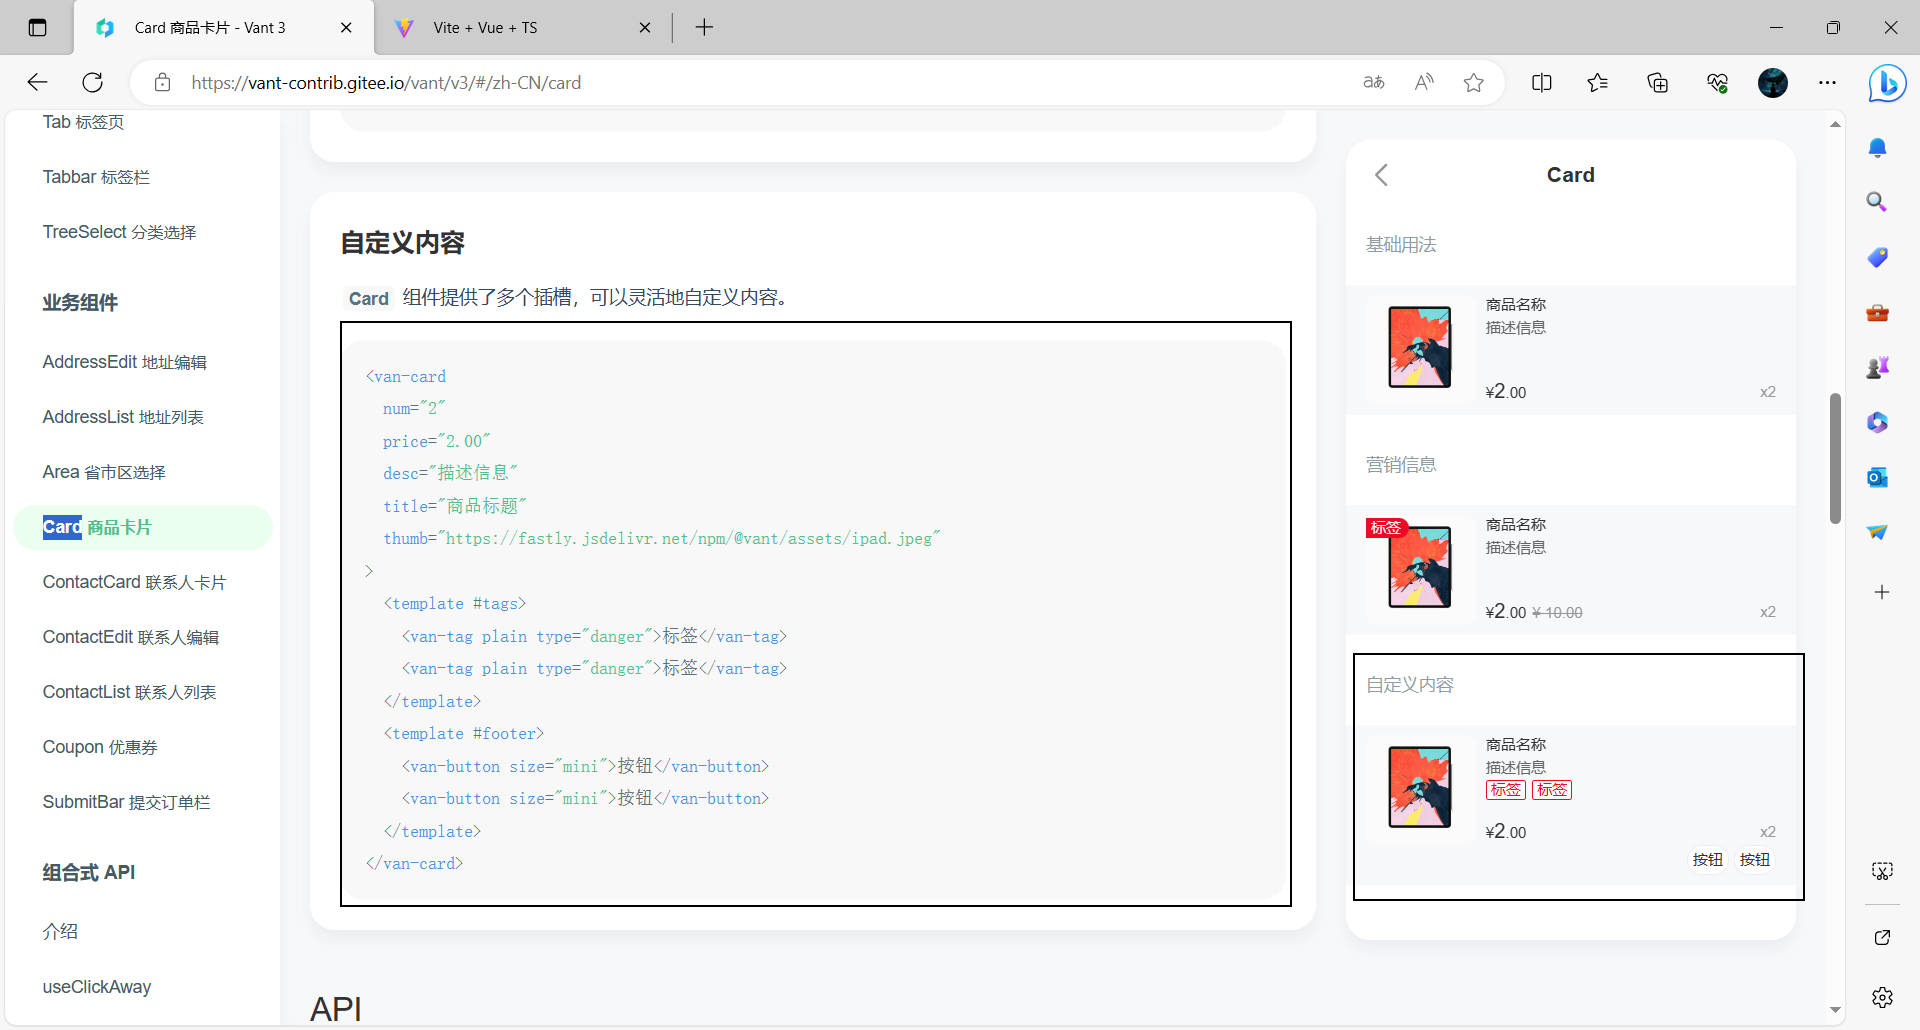 Card 商品卡片 - Vant 3
Vite + Vue + TS
https://vant-contrib.gitee.io/vant/v3/#/zh-CN/card
aあ
Tab 标签页
Tabbar 标签栏
TreeSelect 分类选择
业务组件
AddressEdit 地址编辑
AddressList 地址列表
Area 省市区选择
Card 商品卡片
ContactCard 联系人卡片
ContactEdit 联系人编辑
ContactList 联系人列表
Coupon 优惠券
SubmitBar 提交订单栏
组合式 API
介绍
useClickAway
自定义内容
Card 组件提供了多个插槽，可以灵活地自定义内容。
<van-card
num="2"
price="2.00"
desc="描述信息"
title="商品标题"
thumb="https://fastly.jsdelivr.net/npm/@vant/assets/ipad.jpeg"
>
<template #tags>
<van-tag plain type="danger">标签</van-tag>
<van-tag plain type="danger">标签</van-tag>
</template>
<template #footer>
<van-button size="mini">按钮</van-button>
<van-button size="mini">按钮</van-button>
</template>
</van-card>
API
Card
基础用法
商品名称
描述信息
¥2.00 x2
营销信息
标签
商品名称
描述信息
¥2.00 ¥ 10.00 x2
自定义内容
商品名称
描述信息
标签 标签
¥2.00 x2
按钮 按钮